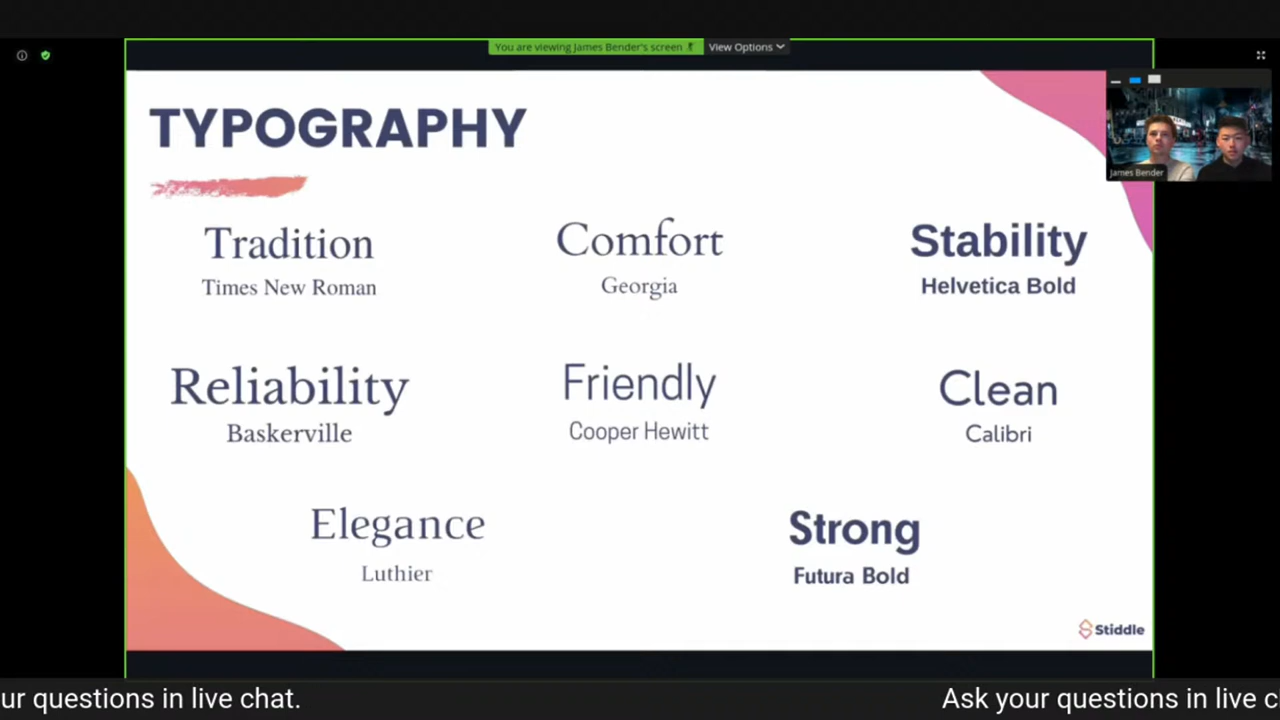 You are viewing James Bender's screen
View Options
TYPOGRAPHY
James Bender
Tradition
Times New Roman
Comfort
Georgia
Stability
Helvetica Bold
Reliability
Baskerville
Friendly
Cooper Hewitt
Clean
Calibri
Elegance
Luthier
Strong
Futura Bold
Stiddle
ur questions in live chat.
Ask your questions in live c